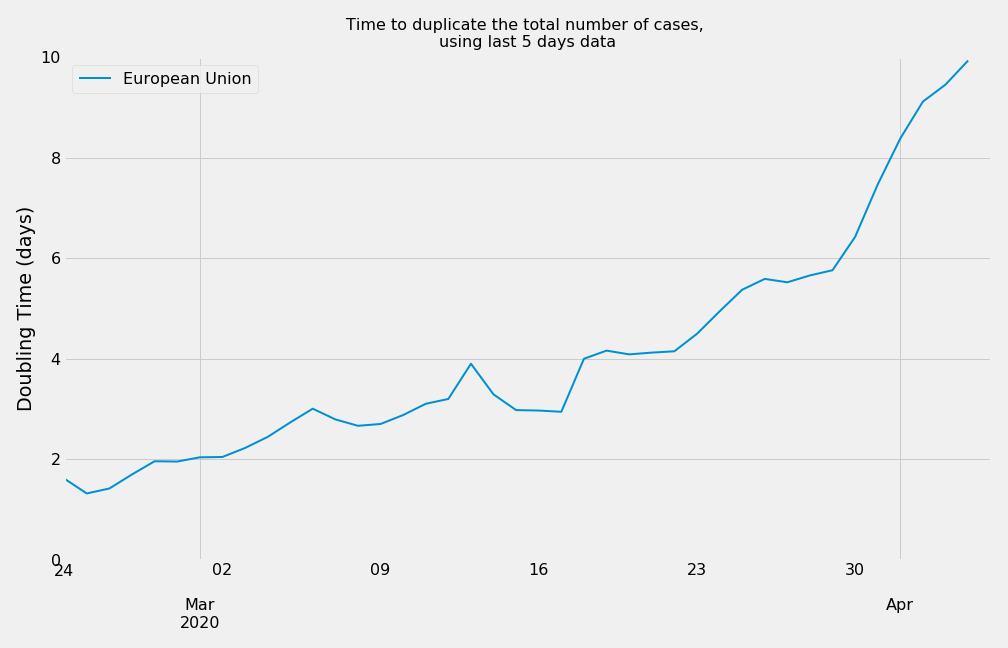 Time to duplicate the total number of cases,
using last 5 days data
European Union
Doubling Time (days)
10
8
6
4
2
0
24
02
09
16
23
30
Mar
2020
Apr